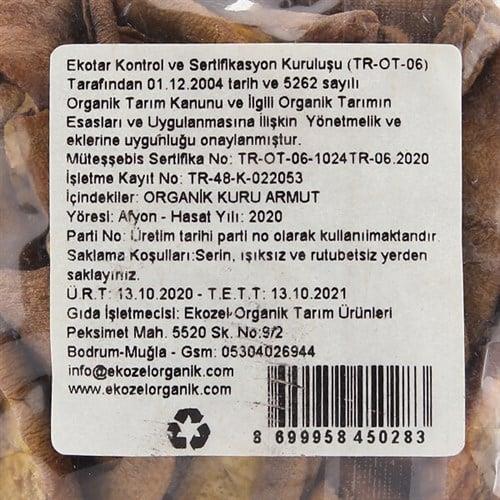 Ekotar Kontrol ve Sertifikasyon Kuruluşu (TR-OT-06)
Tarafından 01.12.2004 tarih ve 5262 sayılı
Organik Tarım Kanunu ve İlgili Organik Tarımın
Esasları ve Uygulanmasına İlişkin Yönetmelik ve
eklerine uygunluğu onaylanmıştur.
Müteşşebis Sertifika No: TR-OT-06-1024TR-06.2020
İşletme Kayıt No: TR-48-K-022053
İçindekiler: ORGANİK KURU ARMUT
Yöresi: Afyon - Hasat Yılı: 2020
Parti No: Üretim tarihi parti no olarak kullanılmaktandır
Saklama Koşulları:Serin, ışıksız ve rutubetsiz yerden
saklayınız.
Ü.R.T: 13.10.2020 - T.E.T.T: 13.10.2021
Gıda İşletmecisi: Ekozel Organik Tarım Ürünleri
Peksimet Mah. 5520 Sk. No:9/2
Bodrum-Muğla - Gsm: 05304026944
info@ekozelorganik.com
www.ekozelorganik.com
8 699958 450283